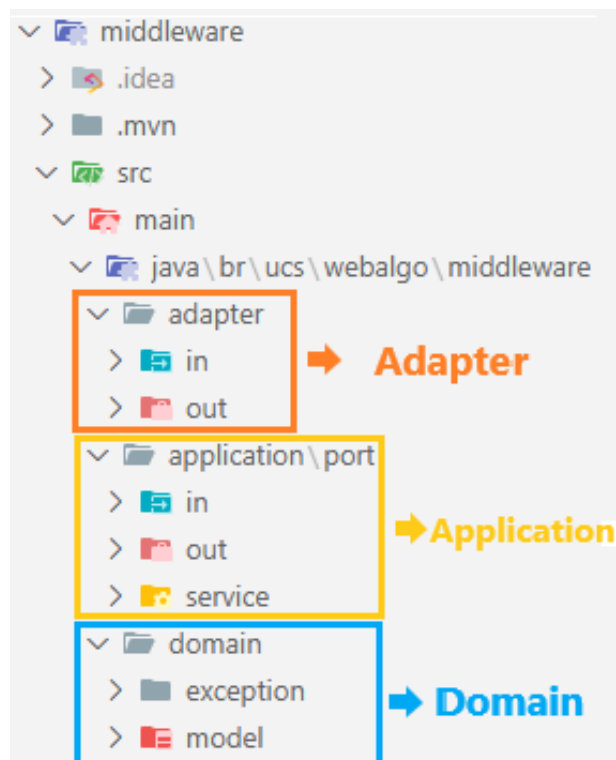 middleware
.idea
.mvn
src
main
java\br\ucs\webalgo\middleware
adapter
in
out
Adapter
application\port
in
out
service
Application
domain
exception
model
Domain